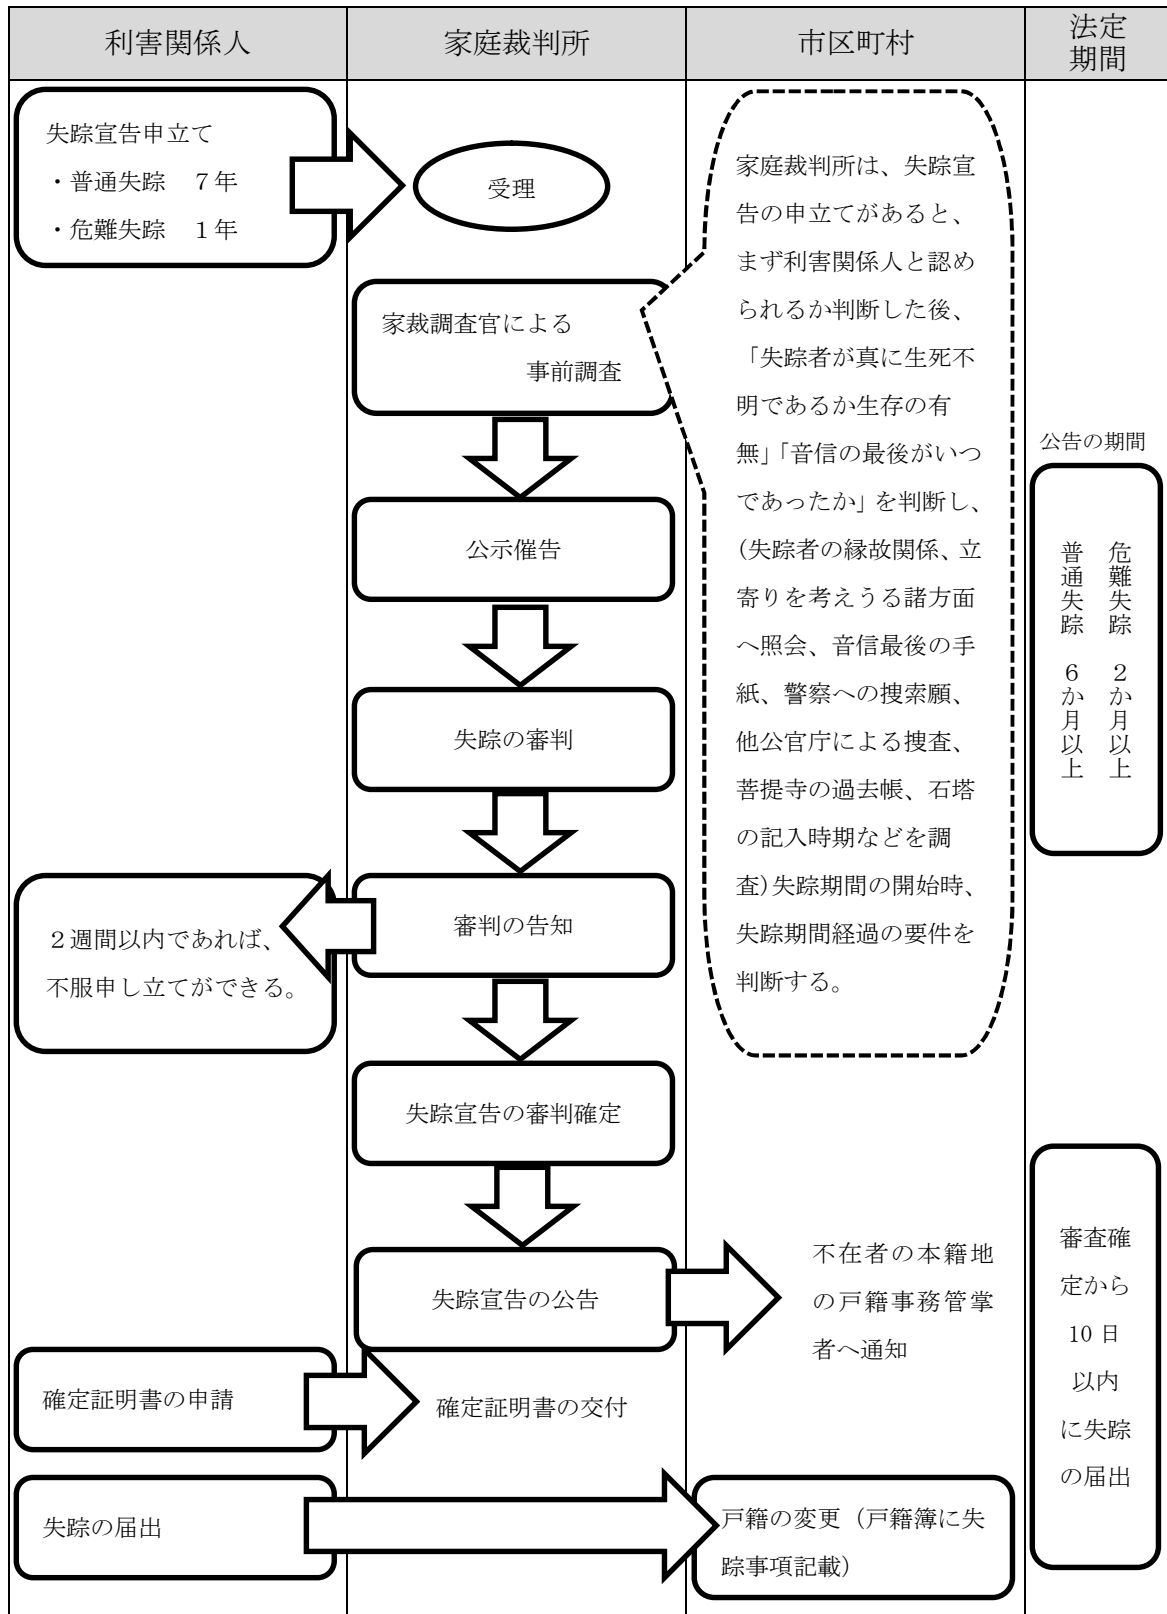 利害関係人
家庭裁判所
市区町村
法定
期間
失踪宣告申立て
・普通失踪　７年
・危難失踪　１年
受理
家裁調査官による
事前調査
家庭裁判所は、失踪宣
告の申立てがあると、
まず利害関係人と認め
られるか判断した後、
「失踪者が真に生死不
明であるか生存の有
無」「音信の最後がいつ
であったか」を判断し、
（失踪者の縁故関係、立
寄りを考えうる諸方面
へ照会、音信最後の手
紙、警察への捜索願、
他公官庁による捜査、
菩提寺の過去帳、石塔
の記入時期などを調
査）失踪期間の開始時、
失踪期間経過の要件を
判断する。
公告の期間
危難失踪　２か月以上
普通失踪　６か月以上
公示催告
失踪の審判
審判の告知
２週間以内であれば、
不服申し立てができる。
失踪宣告の審判確定
失踪宣告の公告
不在者の本籍地
の戸籍事務管掌
者へ通知
審査確
定から
10 日
以内
に失踪
の届出
確定証明書の申請
確定証明書の交付
失踪の届出
戸籍の変更（戸籍簿に失
踪事項記載）